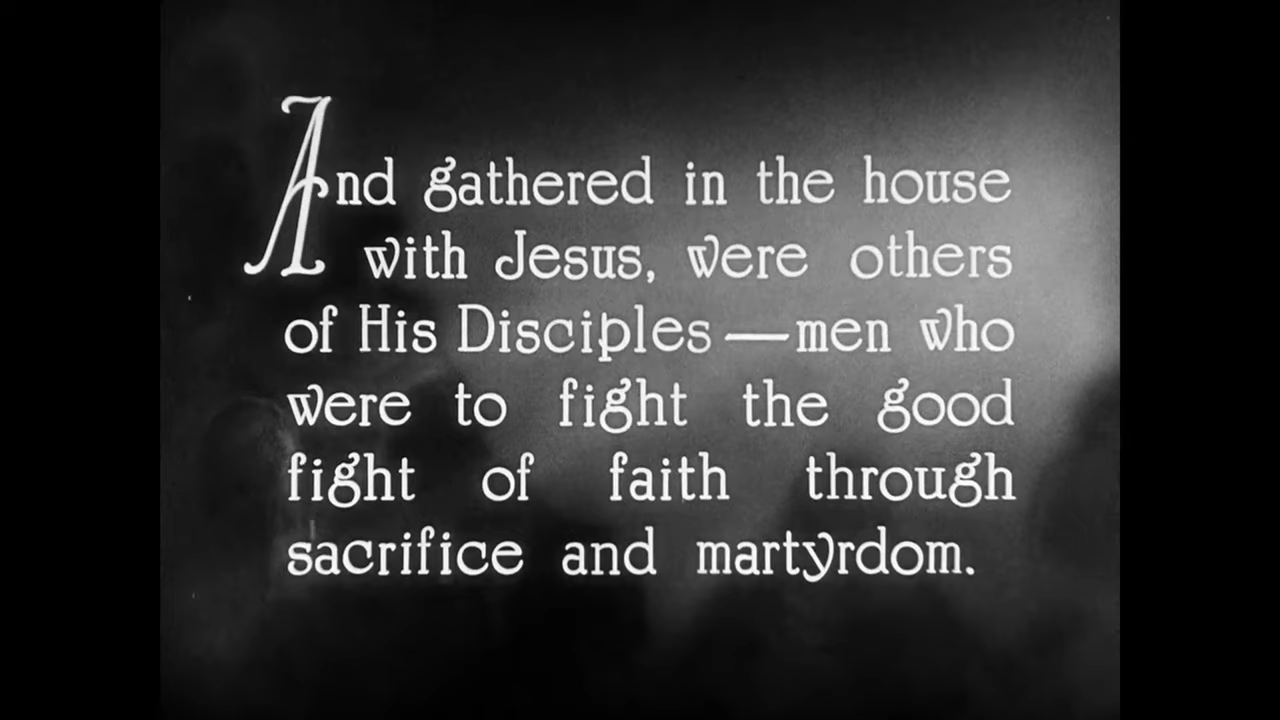 And gathered in the house
with Jesus, were others
of His Disciples — men who
were to fight the good
fight of faith through
sacrifice and martyrdom.